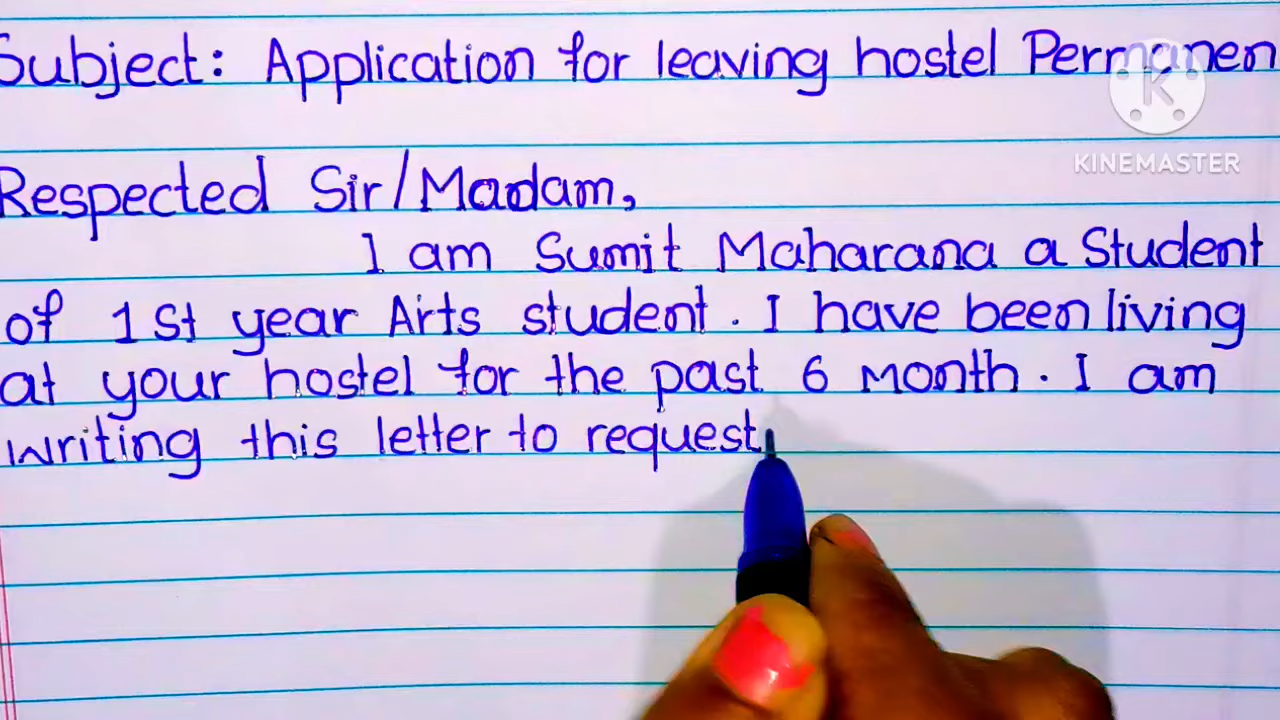 Subject: Application for leaving hostel Permanen
KINEMASTER
Respected Sir/Madam,
I am Sumit Maharana a Student
of 1st year Arts student. I have been living
at your hostel for the past 6 month. I am
writing this letter to request